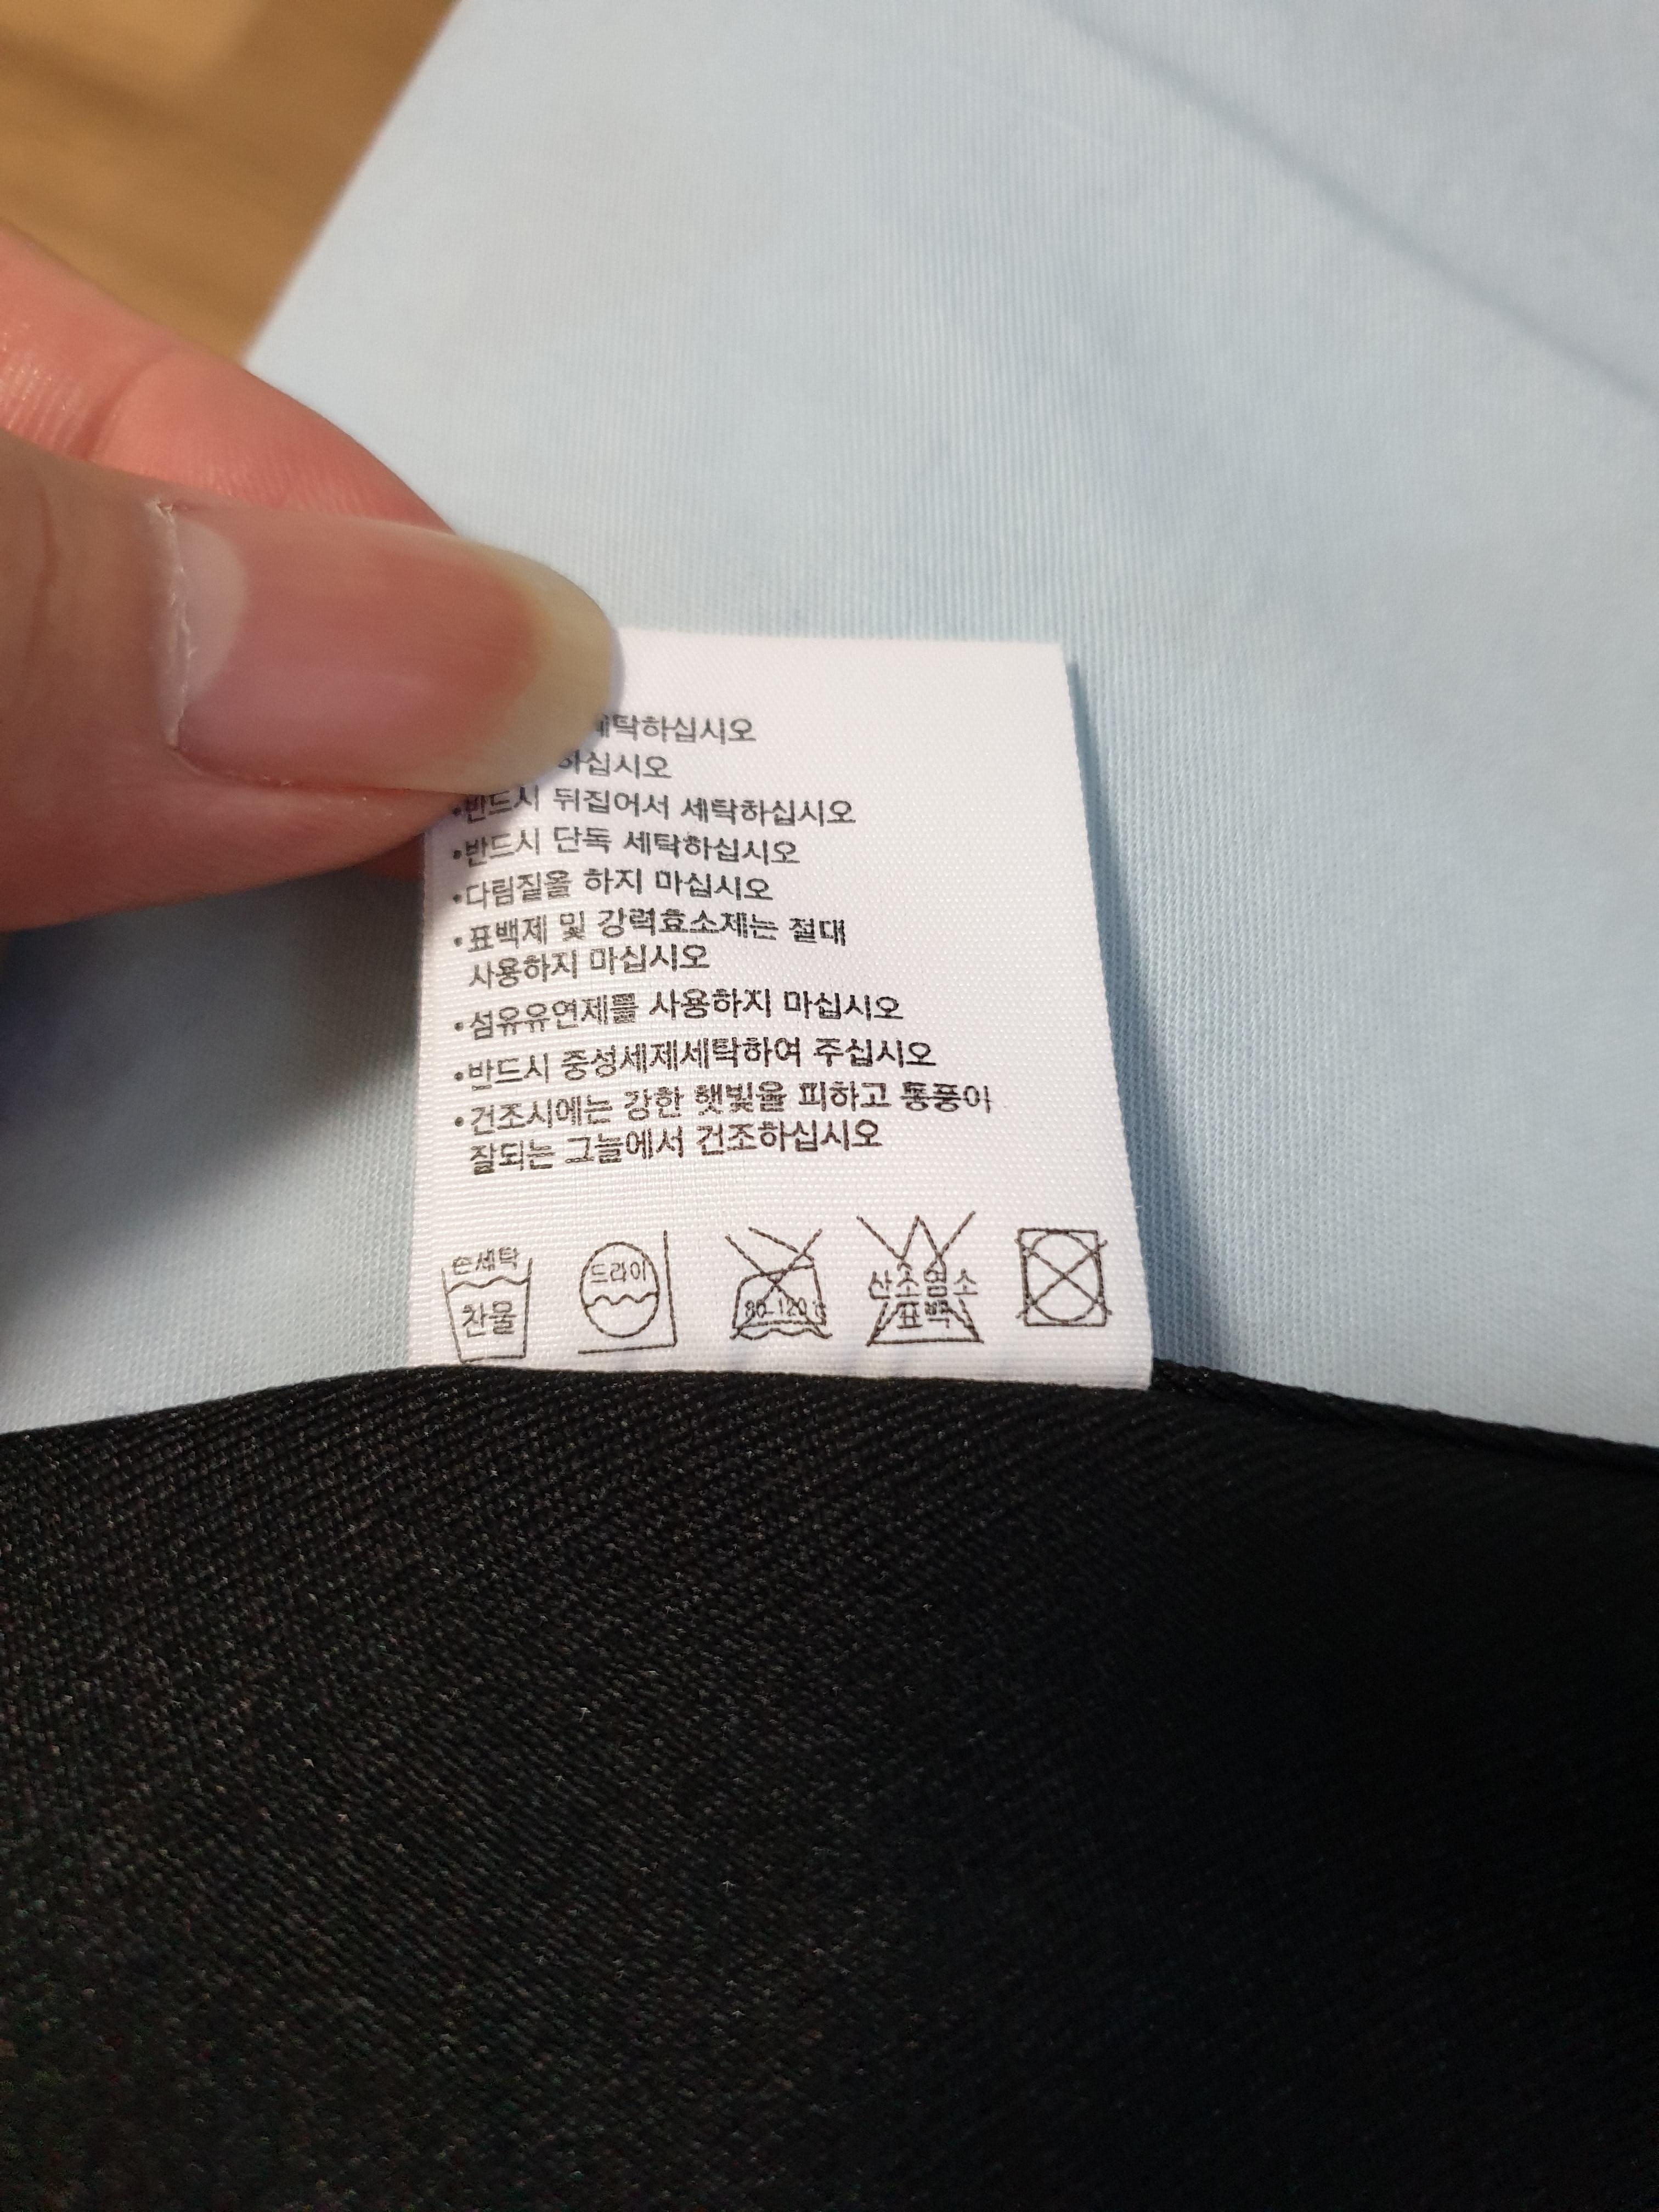 세탁하십시오
하십시오
•반드시 뒤집어서 세탁하십시오
•반드시 단독 세탁하십시오
•다림질을 하지 마십시오
•표백제 및 강력효소제는 절대
사용하지 마십시오
•섬유유연제를 사용하지 마십시오
•반드시 중성세제세탁하여 주십시오
•건조시에는 강한 햇빛을 피하고 통풍이
잘되는 그늘에서 건조하십시오
손세탁
찬물
드라이
80-120℃
산소염소
표백